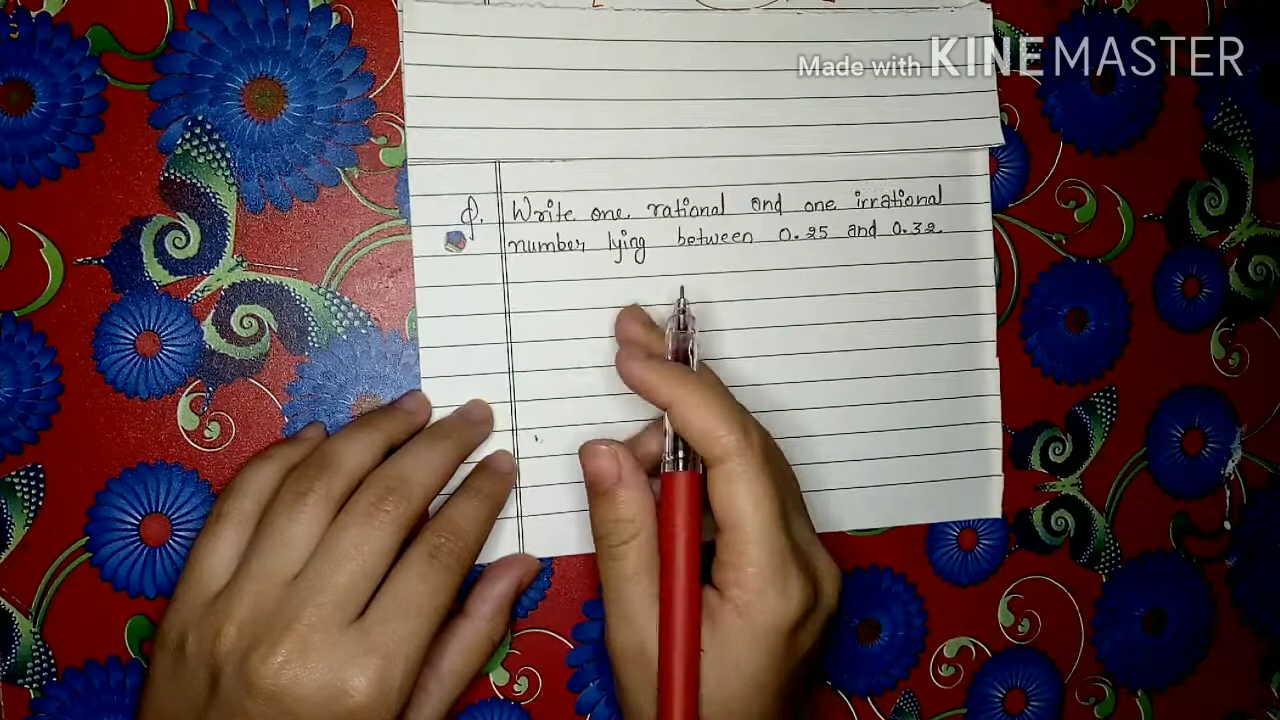 Made with KINEMASTER
Q. Write one rational and one irrational
number lying between 0.25 and 0.32